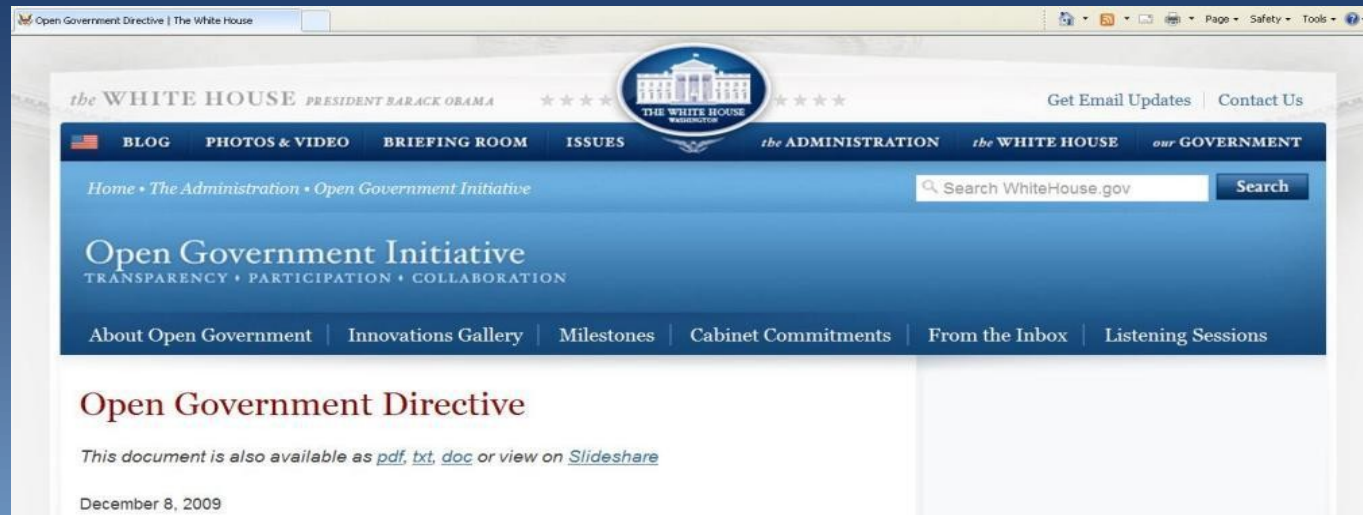 Open Government Directive | The White House
Page Safety Tools
the WHITE HOUSE PRESIDENT BARACK OBAMA
THE WHITE HOUSE
WASHINGTON
Get Email Updates Contact Us
BLOG PHOTOS & VIDEO BRIEFING ROOM ISSUES the ADMINISTRATION the WHITE HOUSE our GOVERNMENT
Home • The Administration • Open Government Initiative
Search WhiteHouse.gov Search
Open Government Initiative
TRANSPARENCY • PARTICIPATION • COLLABORATION
About Open Government | Innovations Gallery | Milestones | Cabinet Commitments | From the Inbox | Listening Sessions
Open Government Directive
This document is also available as pdf, txt, doc or view on Slideshare
December 8, 2009